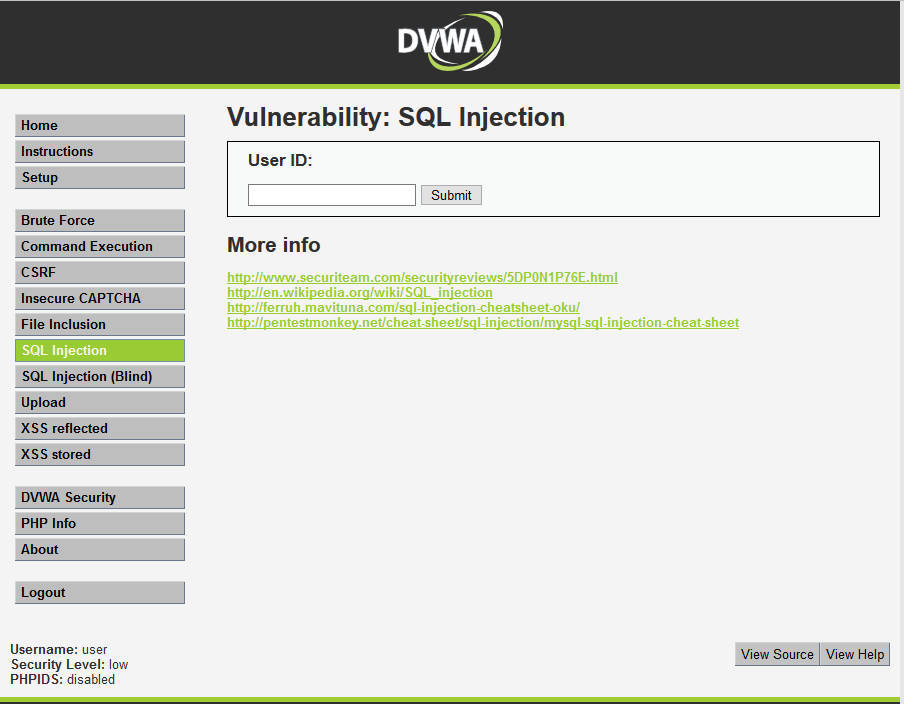 DVWA
Home
Instructions
Setup
Brute Force
Command Execution
CSRF
Insecure CAPTCHA
File Inclusion
SQL Injection
SQL Injection (Blind)
Upload
XSS reflected
XSS stored
DVWA Security
PHP Info
About
Logout
Vulnerability: SQL Injection
User ID:
Submit
More info
http://www.securiteam.com/securityreviews/5DP0N1P76E.html
http://en.wikipedia.org/wiki/SQL_injection
http://ferruh.mavituna.com/sql-injection-cheatsheet-oku/
http://pentestmonkey.net/cheat-sheet/sql-injection/mysql-sql-injection-cheat-sheet
Username: user
Security Level: low
PHPIDS: disabled
View Source
View Help